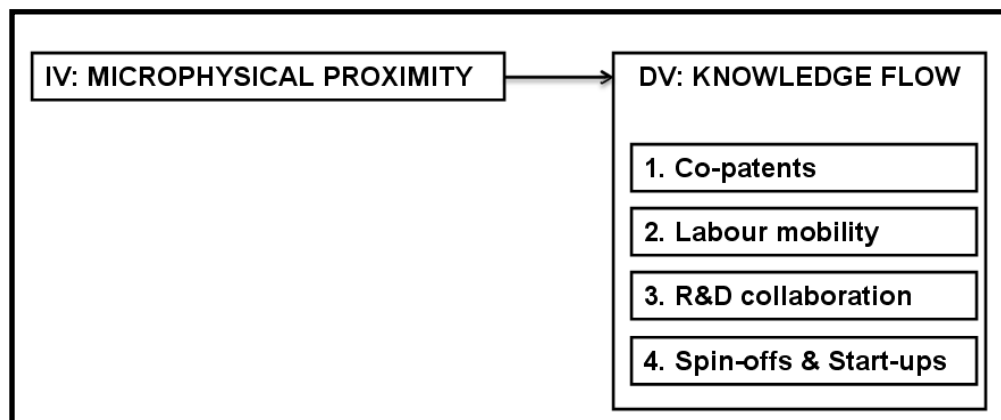 IV: MICROPHYSICAL PROXIMITY
DV: KNOWLEDGE FLOW
1. Co-patents
2. Labour mobility
3. R&D collaboration
4. Spin-offs & Start-ups